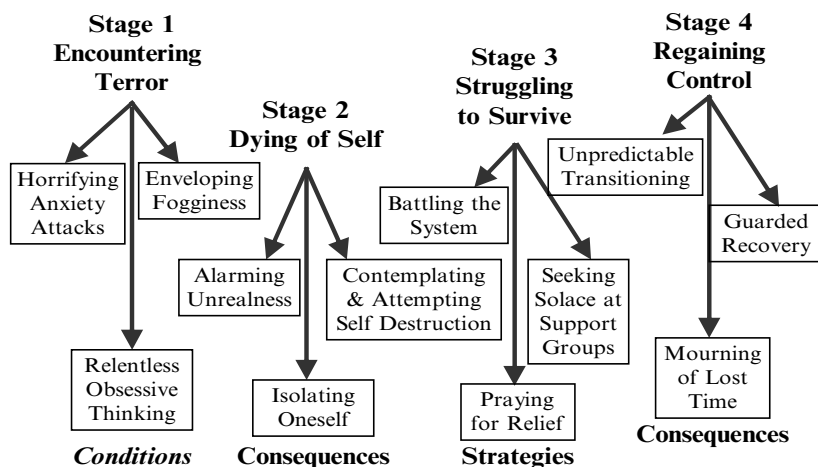 Stage 1
Encountering
Terror
Horrifying
Anxiety
Attacks
Enveloping
Fogginess
Relentless
Obsessive
Thinking
Conditions
Stage 2
Dying of Self
Alarming
Unrealness
Contemplating
& Attempting
Self Destruction
Isolating
Oneself
Consequences
Stage 3
Struggling
to Survive
Battling the
System
Seeking
Solace at
Support
Groups
Praying
for Relief
Strategies
Stage 4
Regaining
Control
Unpredictable
Transitioning
Guarded
Recovery
Mourning
of Lost
Time
Consequences